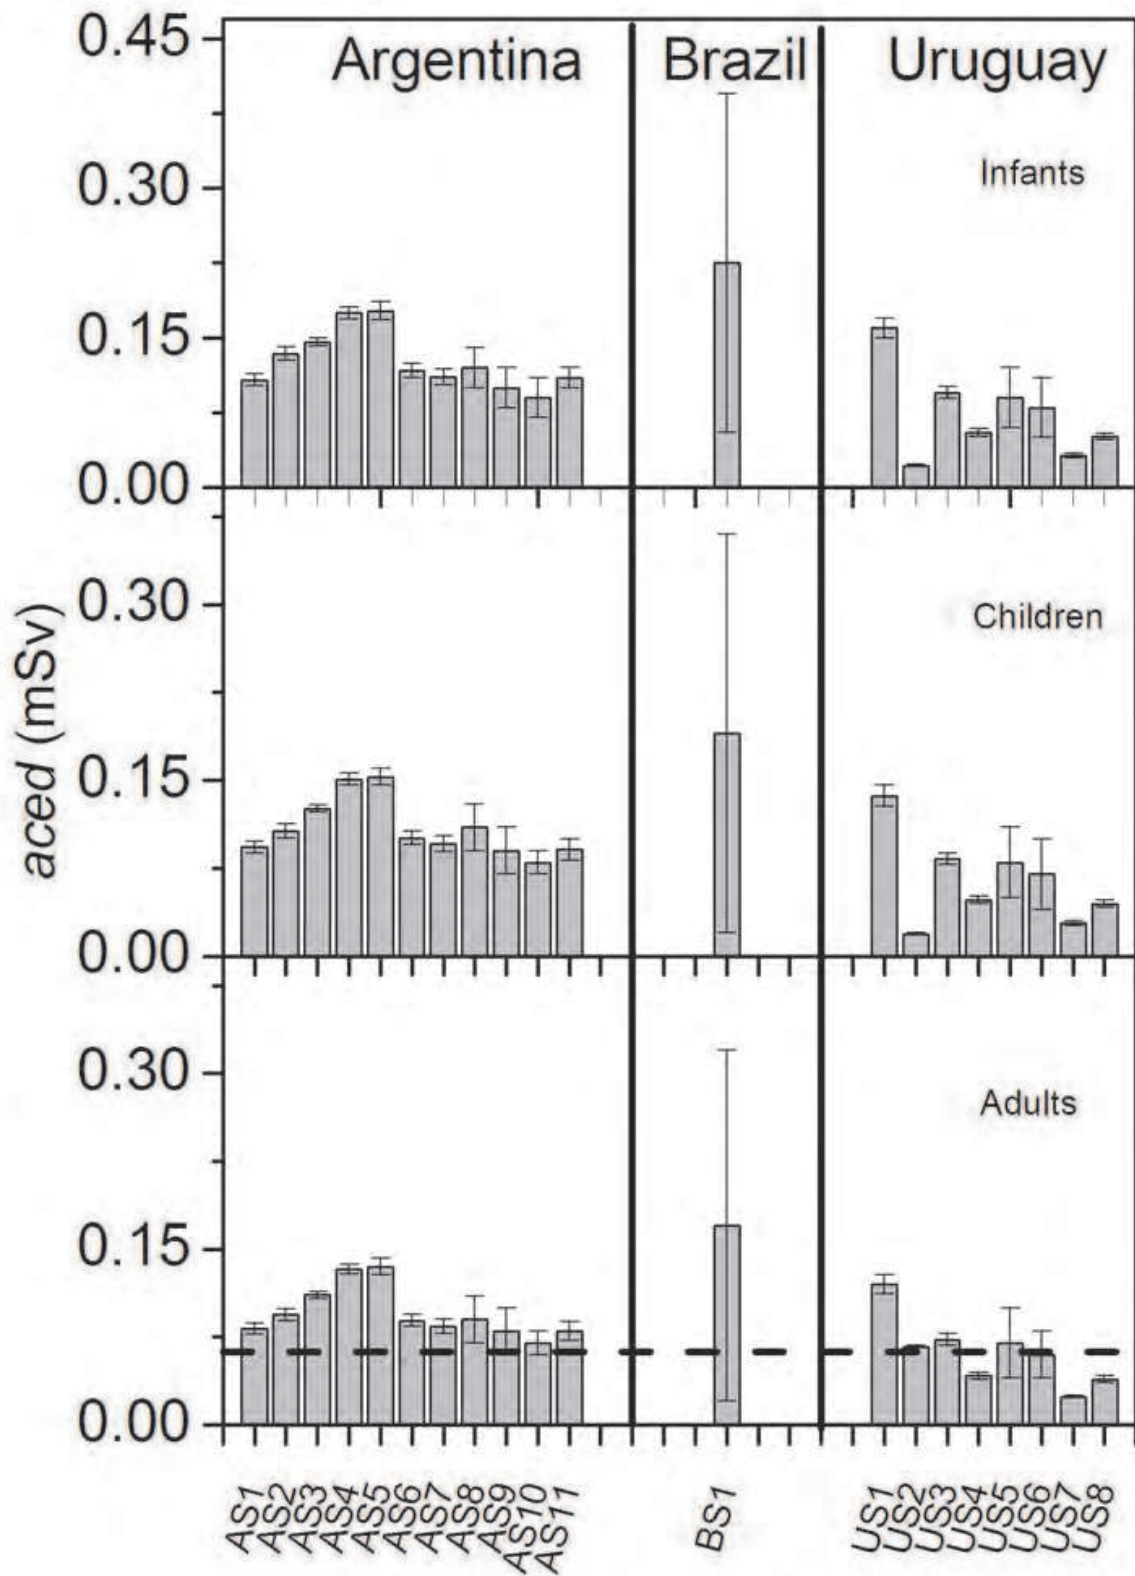 Argentina Brazil Uruguay
0.45
Infants
0.30
0.15
0.00
aced (mSv)
Children
0.30
0.15
0.00
Adults
0.30
0.15
0.00
AS1 AS2 AS3 AS4 AS5 AS6 AS7 AS8 AS9 AS10 AS11 BS1 US1 US2 US3 US4 US5 US6 US7 US8